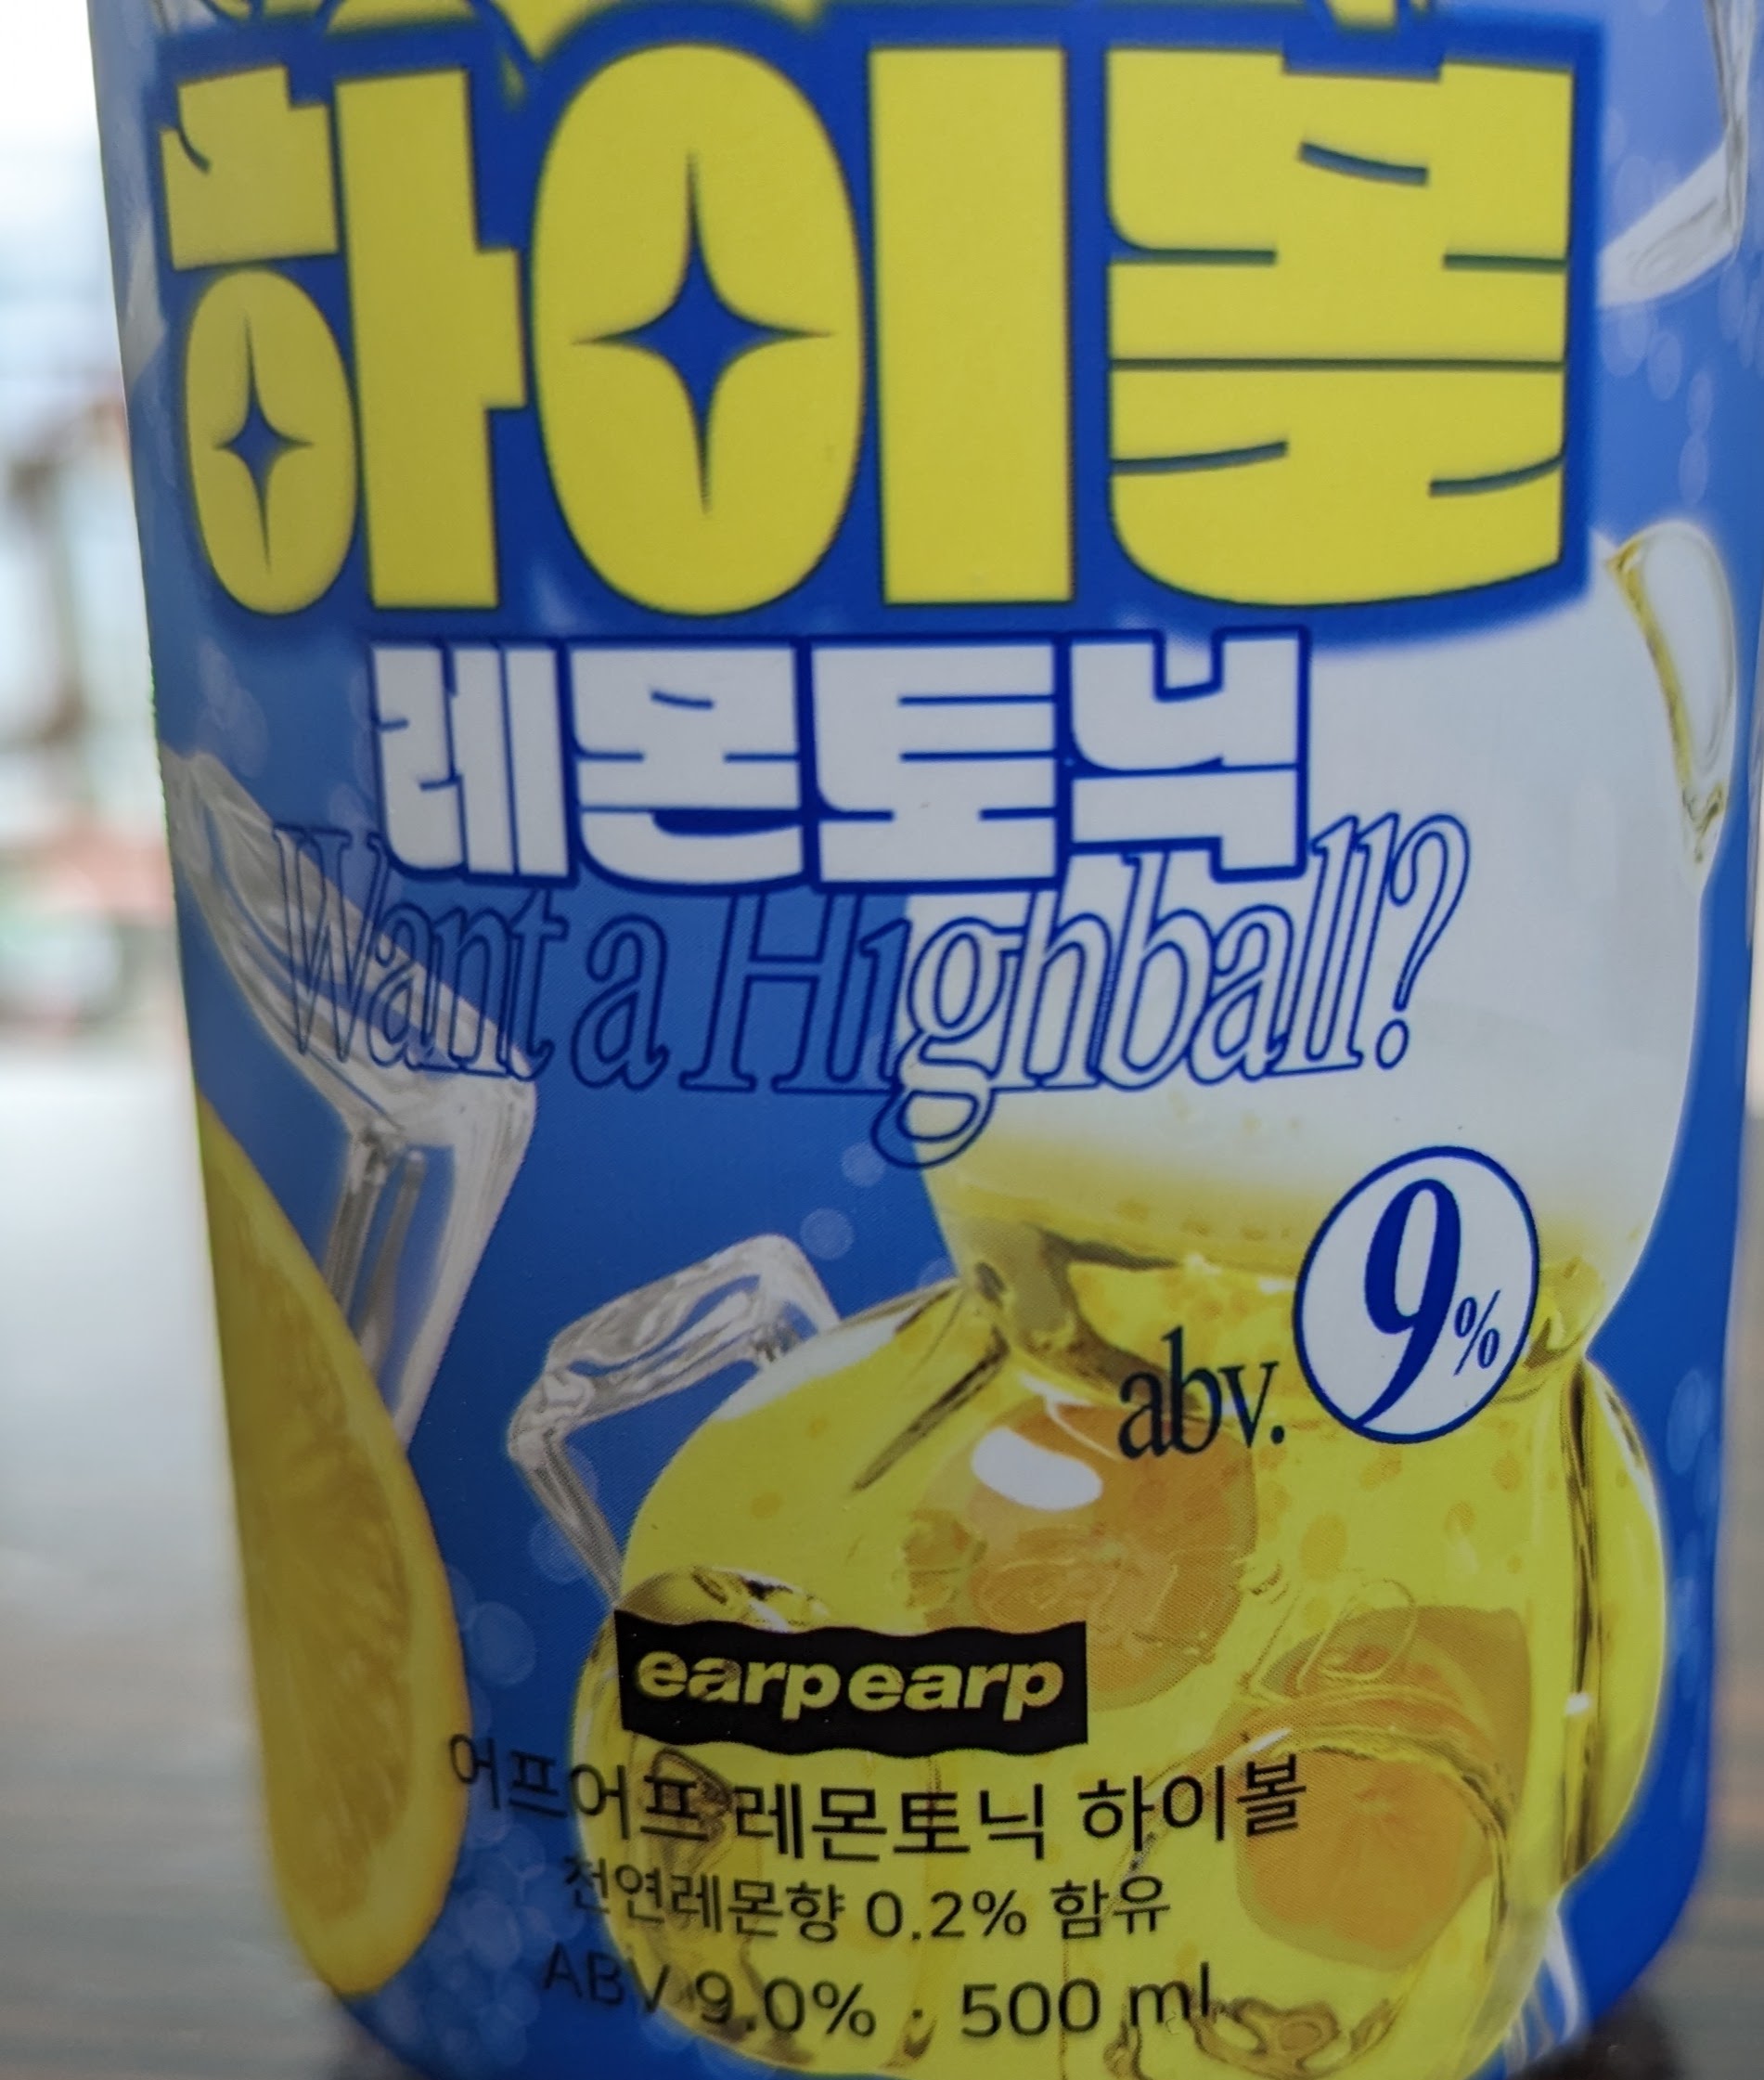 하이볼
레몬토닉
Want a Highball?
abv. 9%
earpearp
어프어프 레몬토닉 하이볼
천연레몬향 0.2% 함유
ABV 9.0% · 500 ml